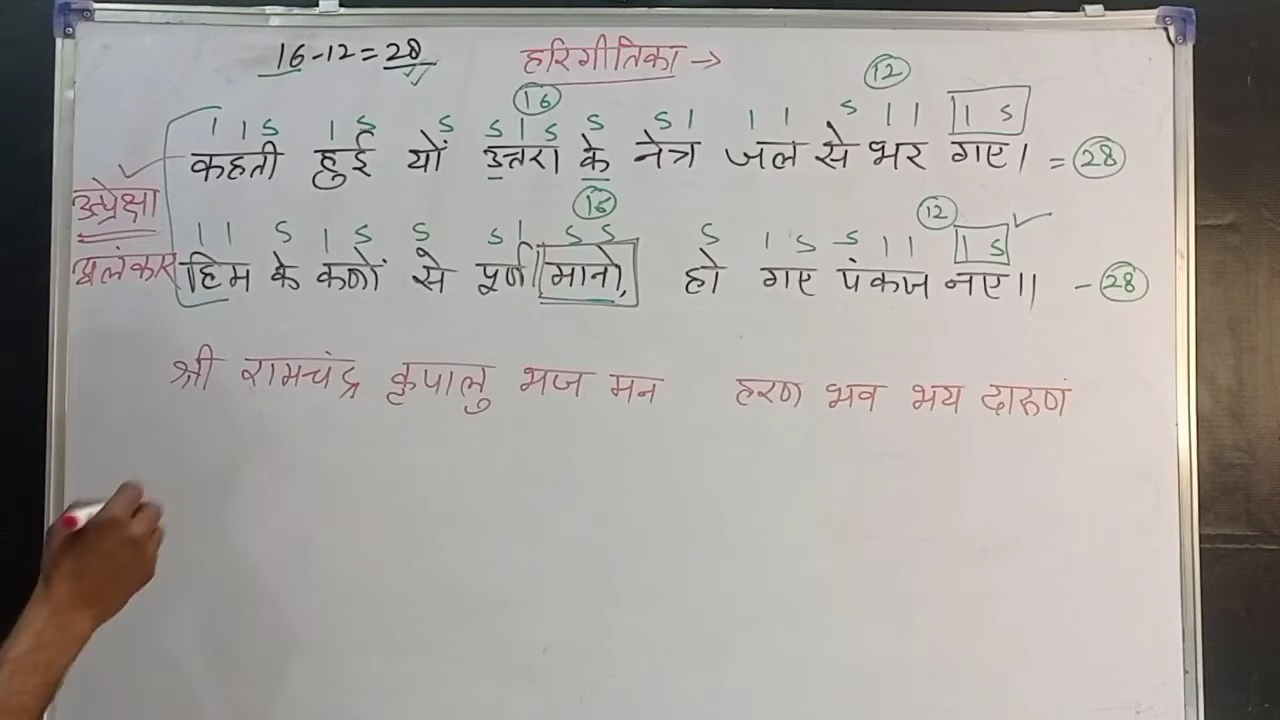 16-12=28 हरिगीतिका →
16 12
I I S I S S S I S S S I I I S I I I S
कहती हुई यों उत्तरा के नेत्र जल से भर गए। = 28
उत्प्रेक्षा
16 12
I I S I S S S I S S S I S S I I I S
अलंकार हिम के कणों से पूर्ण मानो, हो गए पंकज नए।। - 28
श्री रामचंद्र कृपालु भज मन हरण भव भय दारुणं